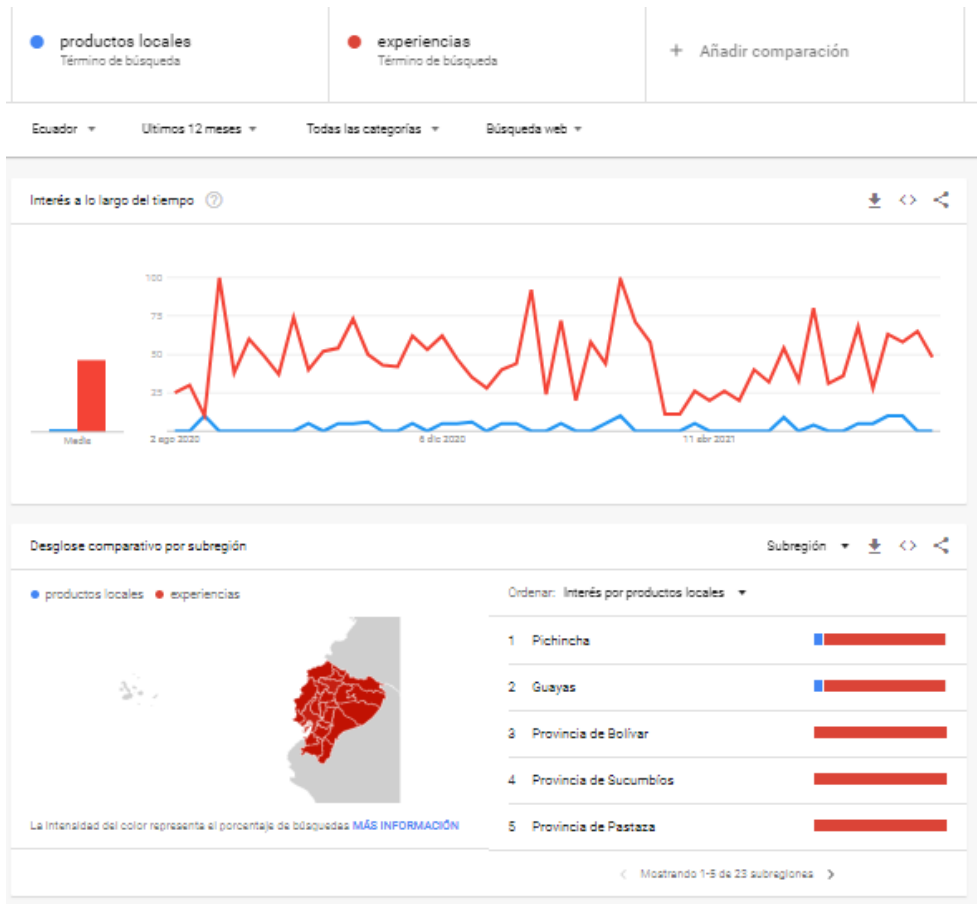 productos locales
Término de búsqueda
experiencias
Término de búsqueda
+ Añadir comparación
Ecuador
Ultimos 12 meses
Todas las categorías
Búsqueda web
Interés a lo largo del tiempo ?
100
75
50
25
Media
2 ago 2020
6 dic 2020
11 abr 2021
Desglose comparativo por subregión
Subregión
productos locales experiencias
Ordenar: Interés por productos locales
1 Pichincha
2 Guayas
3 Provincia de Bolívar
4 Provincia de Sucumbíos
5 Provincia de Pastaza
La intensidad del color representa el porcentaje de búsquedas MÁS INFORMACIÓN
Mostrando 1-5 de 23 subregiones